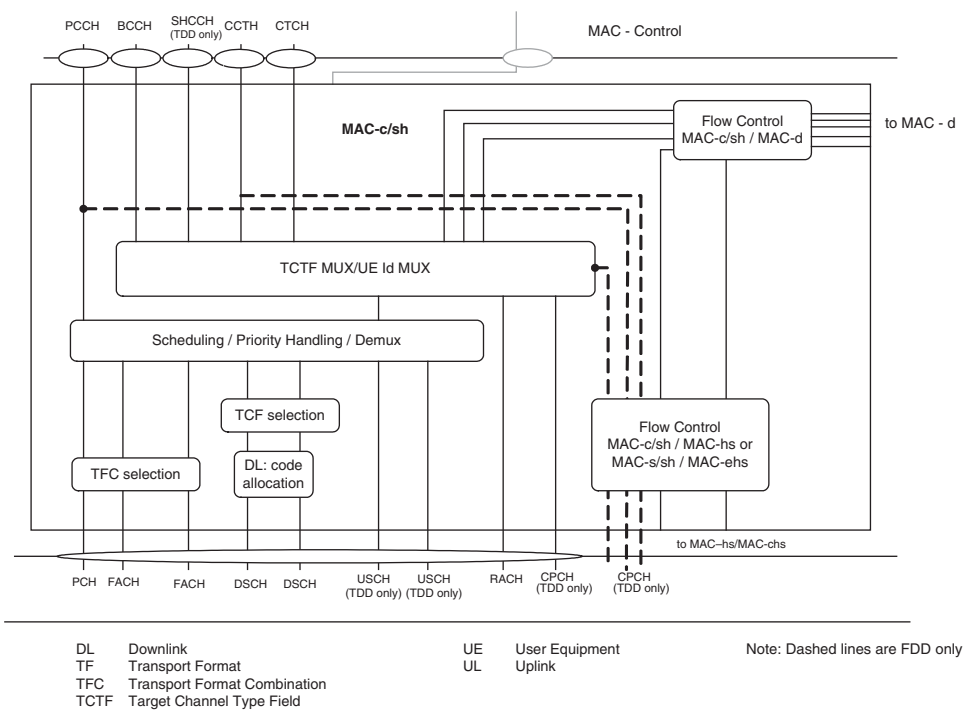 PCCH BCCH SHCCH CCTH CTCH
(TDD only)
MAC - Control
MAC-c/sh
Flow Control
MAC-c/sh / MAC-d
to MAC - d
TCTF MUX/UE Id MUX
Scheduling / Priority Handling / Demux
TCF selection
Flow Control
MAC-c/sh / MAC-hs or
MAC-s/sh / MAC-ehs
TFC selection
DL: code
allocation
to MAC–hs/MAC-chs
PCH FACH FACH DSCH DSCH USCH USCH RACH CPCH CPCH
(TDD only) (TDD only) (TDD only) (TDD only)
DL Downlink UE User Equipment Note: Dashed lines are FDD only
TF Transport Format UL Uplink
TFC Transport Format Combination
TCTF Target Channel Type Field